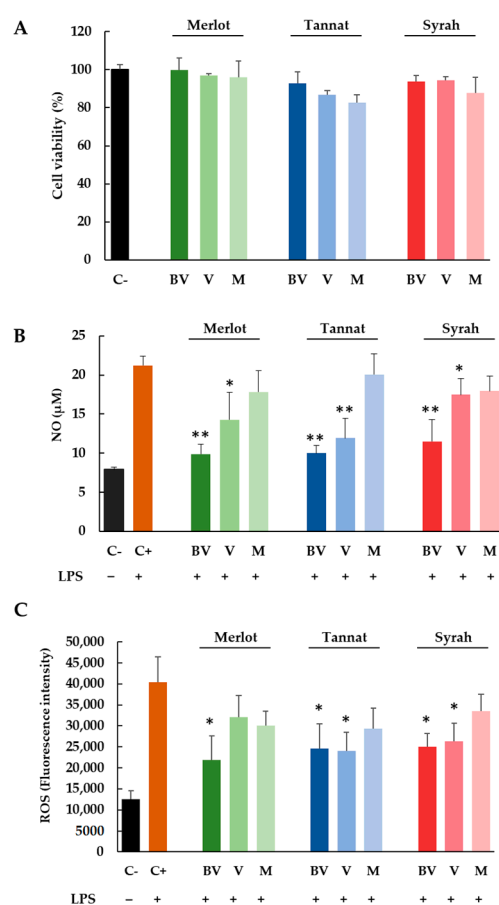 A
Merlot Tannat Syrah
120
100
80
60
40
20
0
Cell viability (%)
C- BV V M BV V M BV V M
B
Merlot Tannat Syrah
25
20
15
10
5
0
NO (μM)
** * ** ** ** *
C- C+ BV V M BV V M BV V M
LPS – + + + + + + + + + +
C
Merlot Tannat Syrah
50,000
45,000
40,000
35,000
30,000
25,000
20,000
15,000
10,000
5000
0
ROS (Fluorescence intensity)
* * * * *
C- C+ BV V M BV V M BV V M
LPS – + + + + + + + + + +